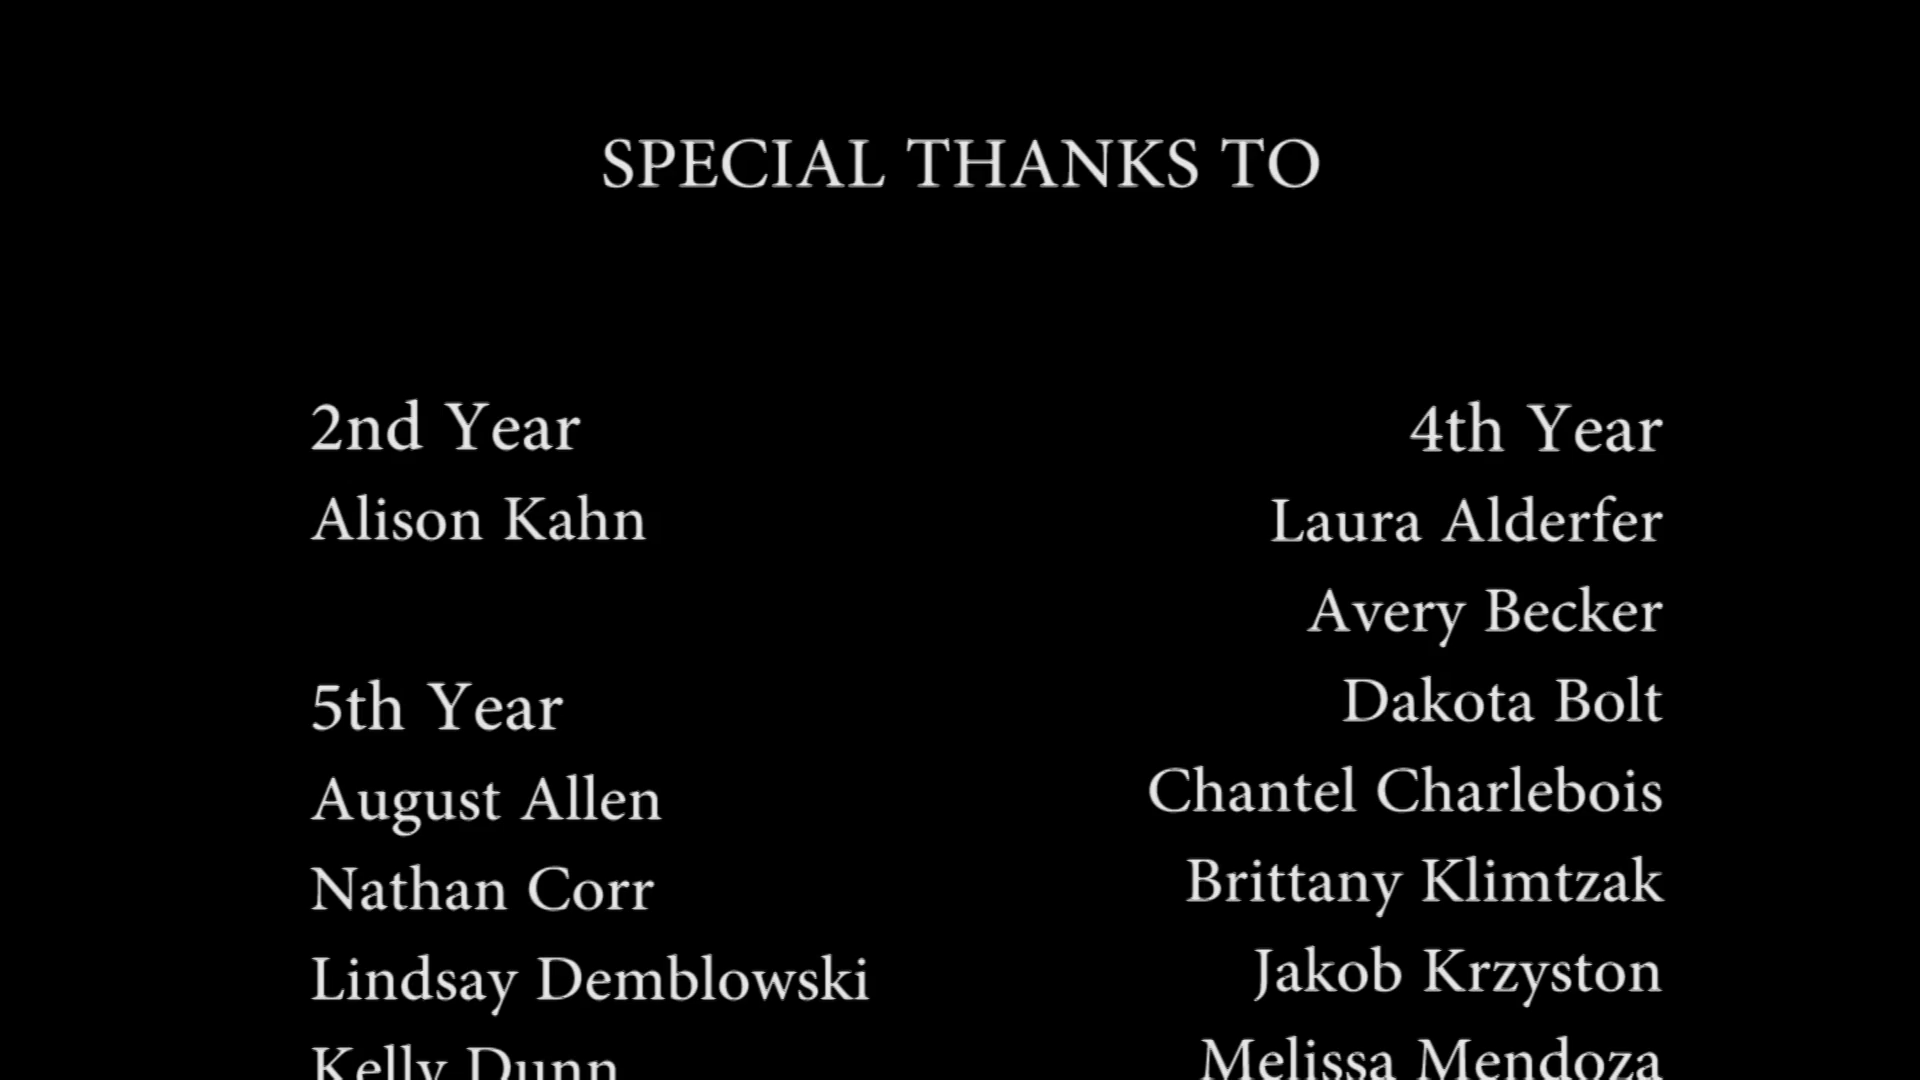 SPECIAL THANKS TO
2nd Year
Alison Kahn
5th Year
August Allen
Nathan Corr
Lindsay Demblowski
Kelly Dunn
4th Year
Laura Alderfer
Avery Becker
Dakota Bolt
Chantel Charlebois
Brittany Klimtzak
Jakob Krzyston
Melissa Mendoza